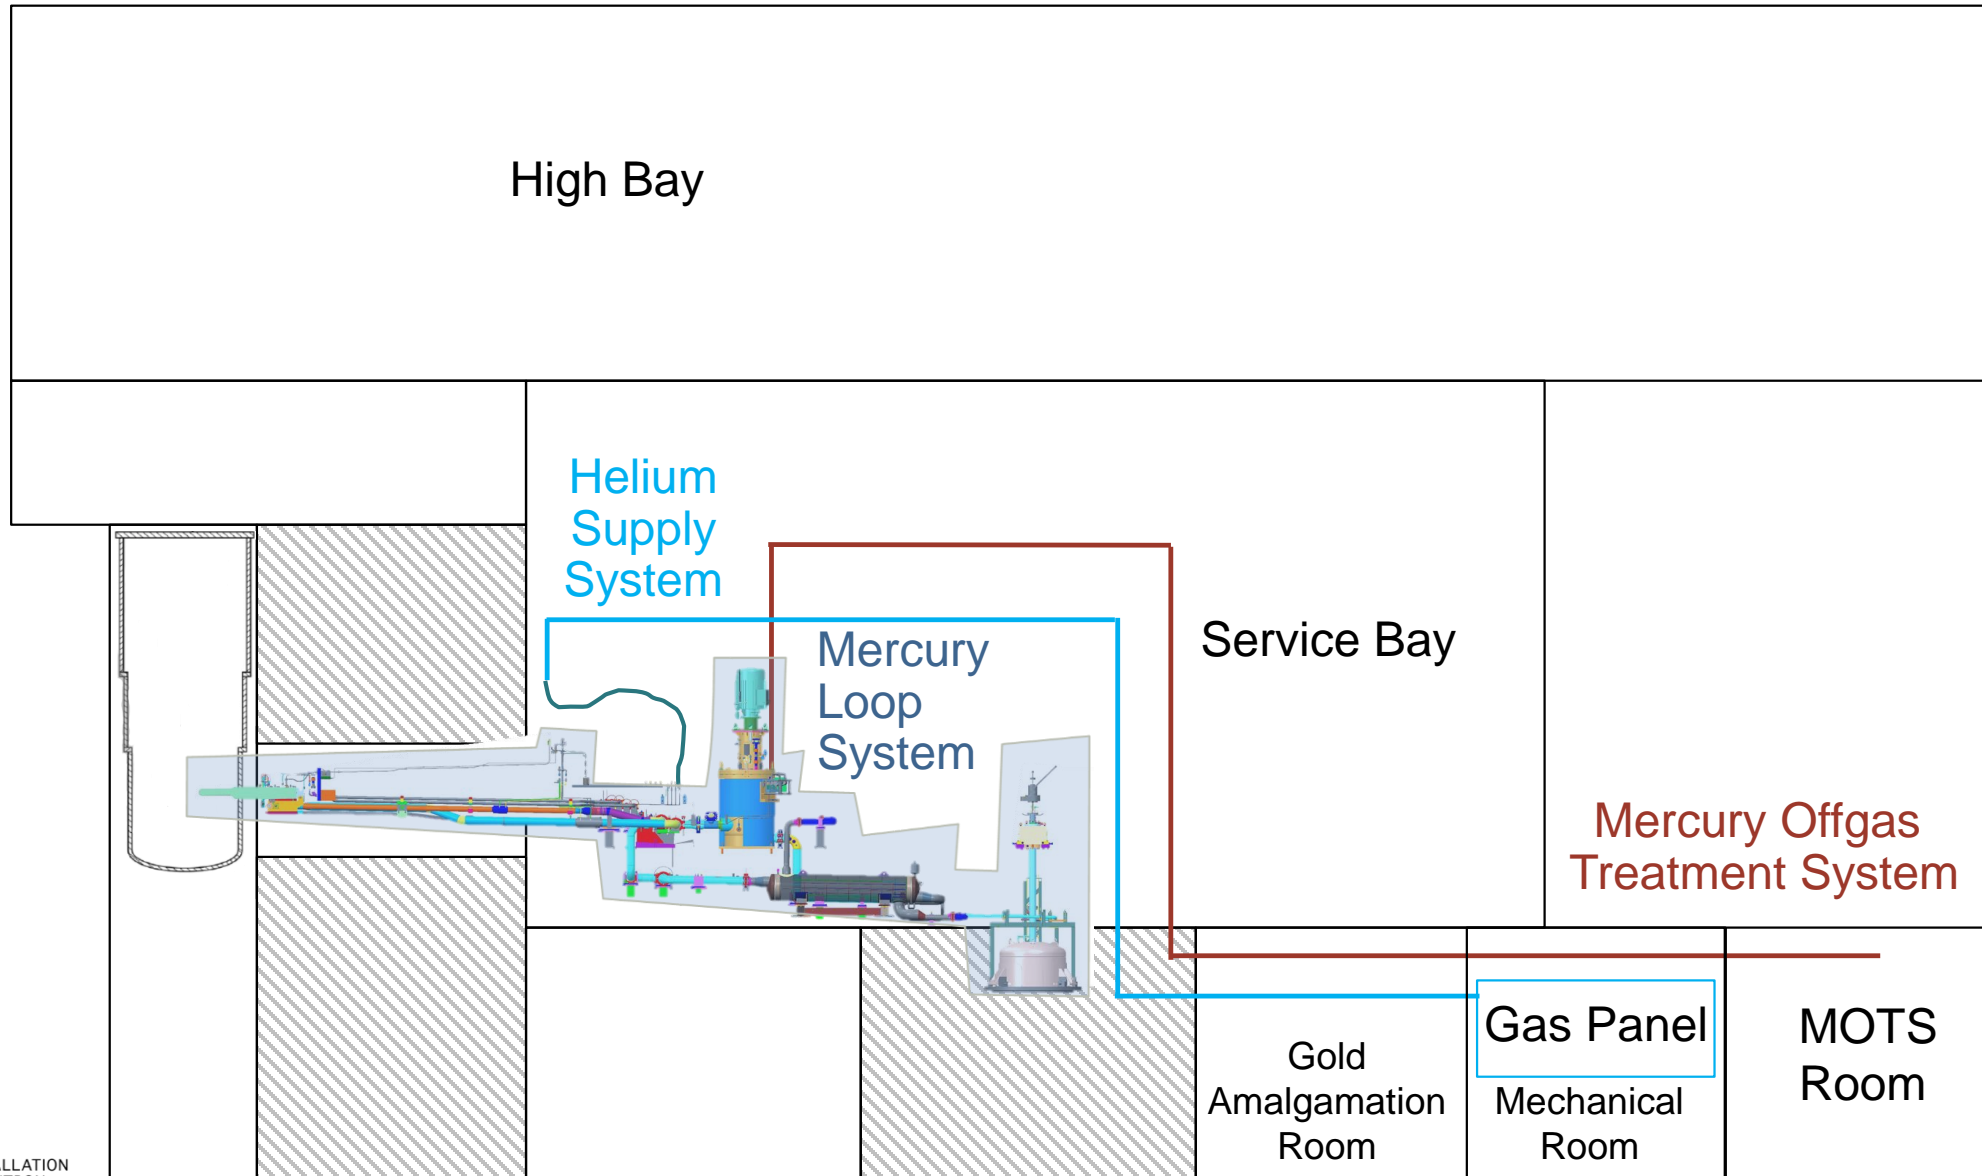 High Bay
Helium
Supply
System
Mercury
Loop
System
Service Bay
Mercury Offgas
Treatment System
Gas Panel
Mechanical
Room
Gold
Amalgamation
Room
MOTS
Room